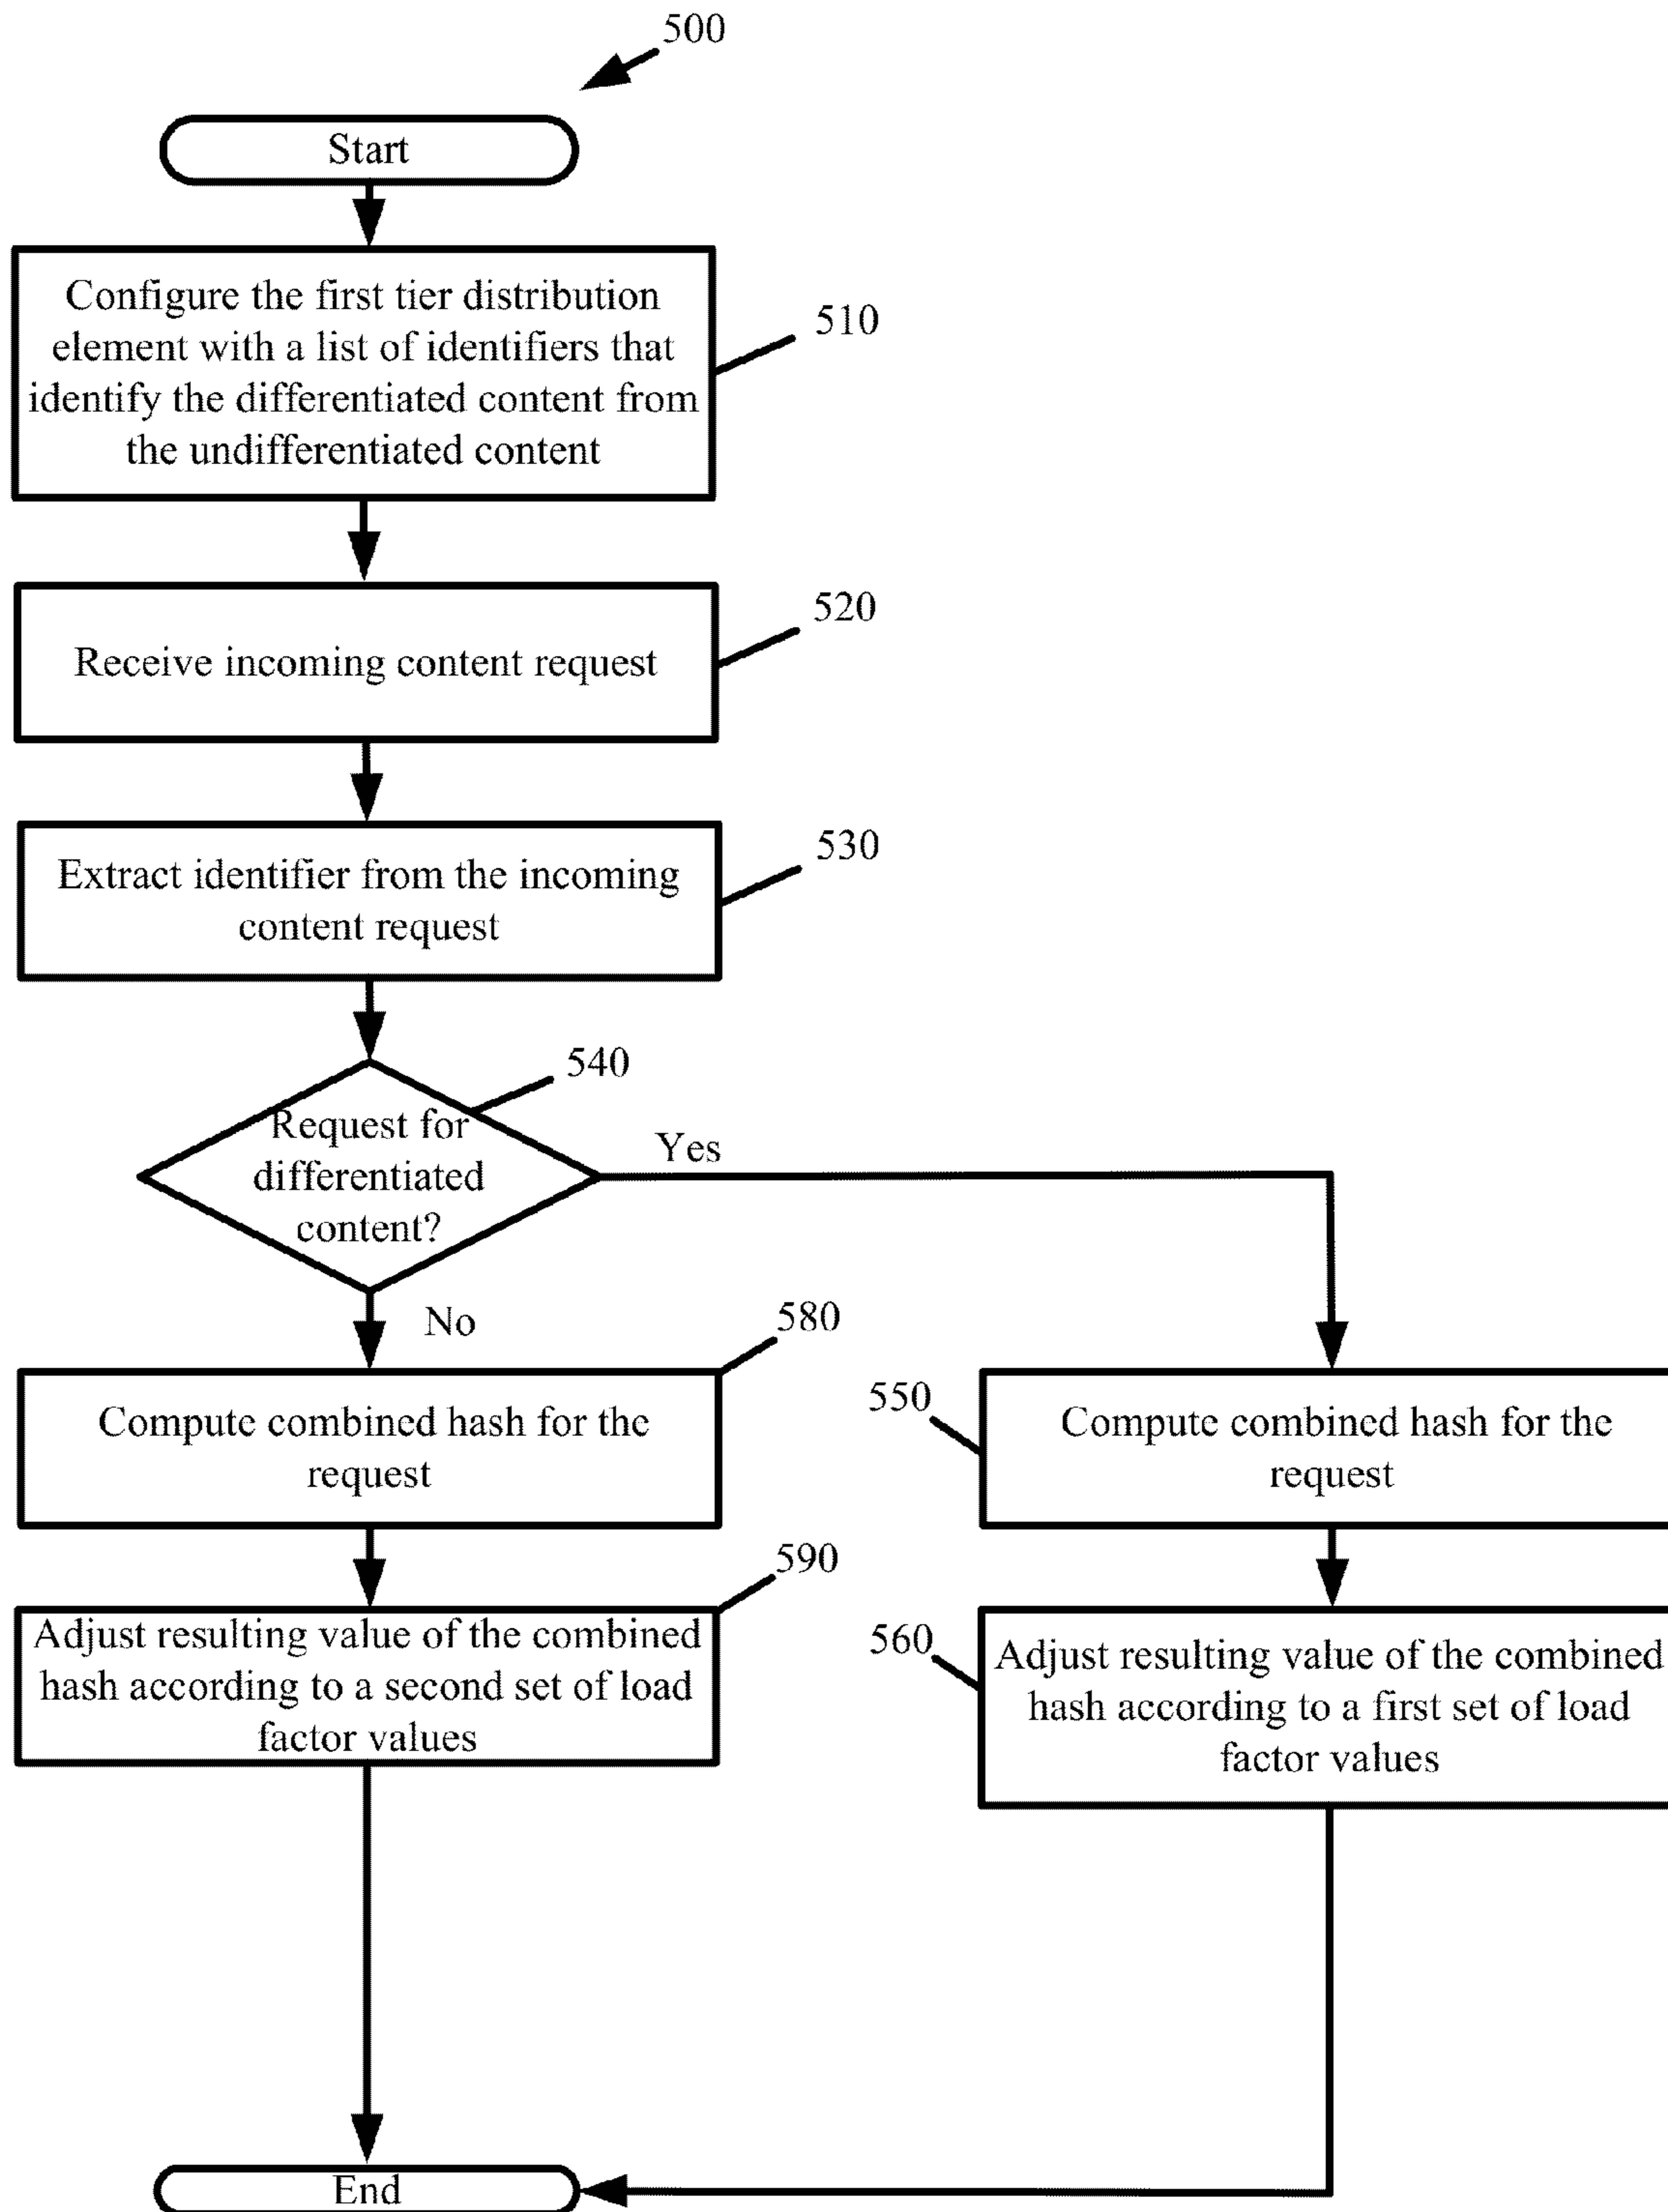 500
Start
Configure the first tier distribution
element with a list of identifiers that
identify the differentiated content from
the undifferentiated content
510
520
Receive incoming content request
530
Extract identifier from the incoming
content request
540
Request for
differentiated
content?
Yes
No
580
Compute combined hash for the
request
550
Compute combined hash for the
request
590
Adjust resulting value of the combined
hash according to a second set of load
factor values
560
Adjust resulting value of the combined
hash according to a first set of load
factor values
End